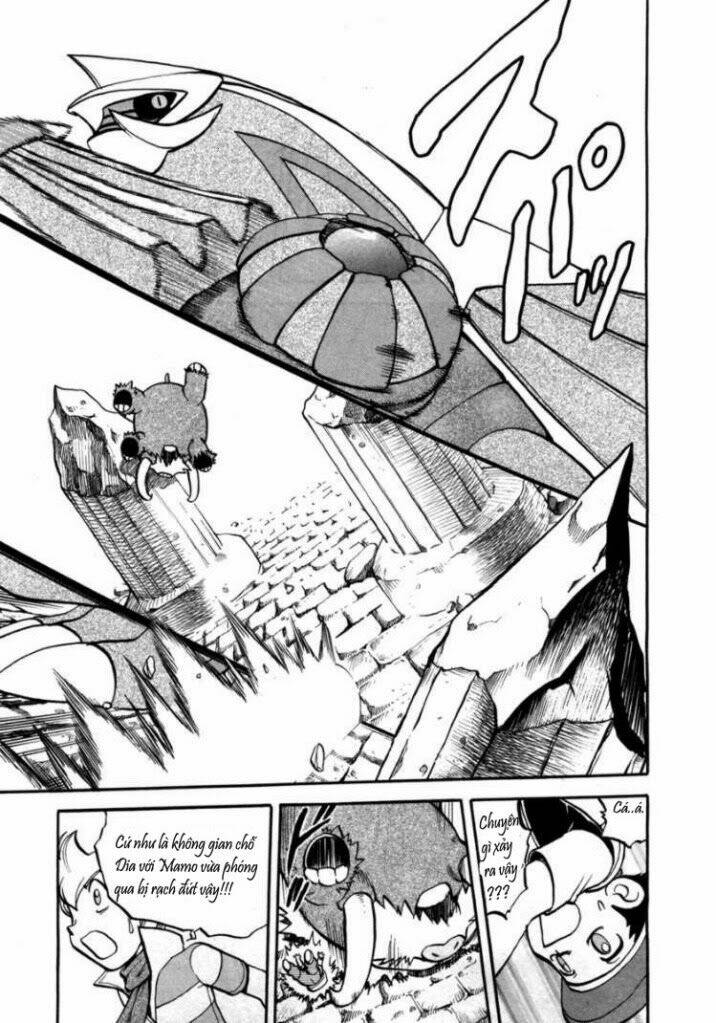 ズパッ
Cá..á.
Chuyện
gì xảy
ra vậy
???
Cứ như là không gian chỗ
Dia với Mamo vừa phóng
qua bị rạch đứt vậy!!!